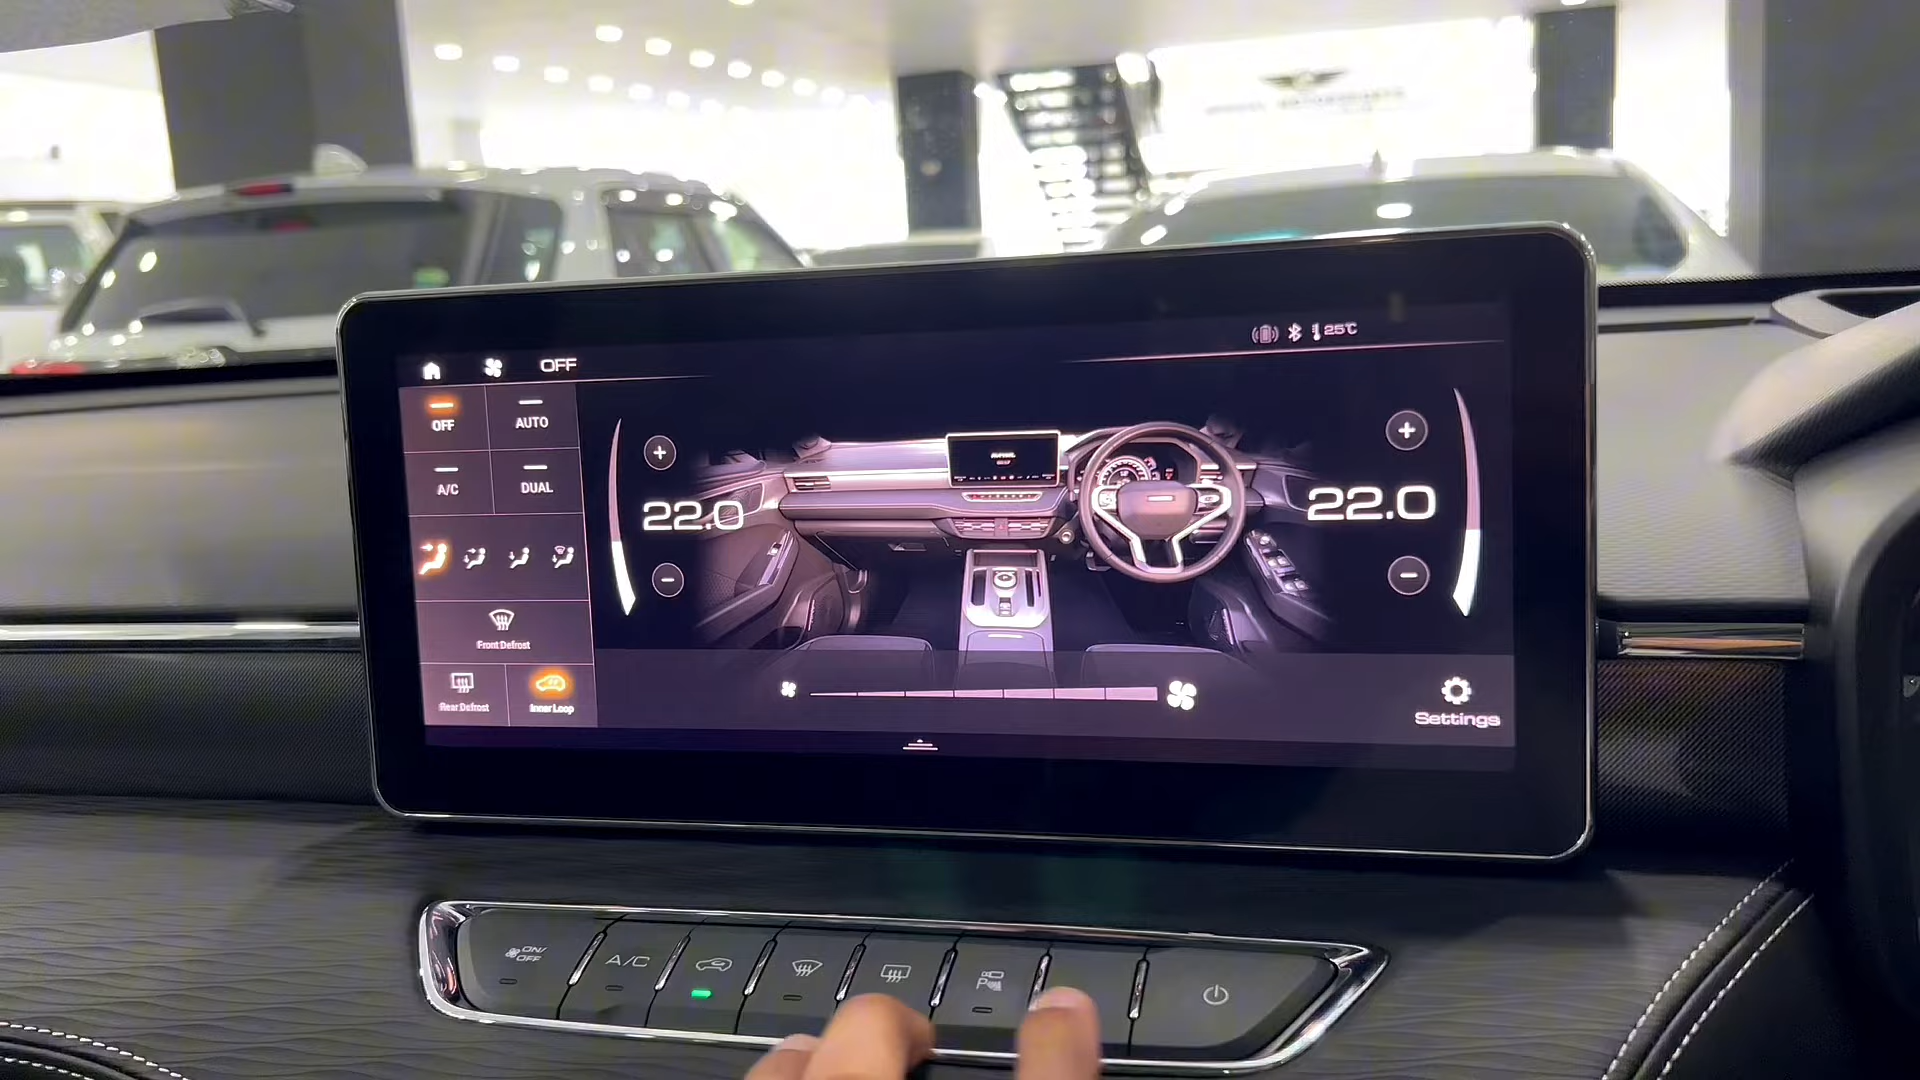 25℃
OFF
OFF
AUTO
A/C
DUAL
22.0
22.0
Front Defrost
Rear Defrost
Inner Loop
Settings
ON/
OFF
A/C
P